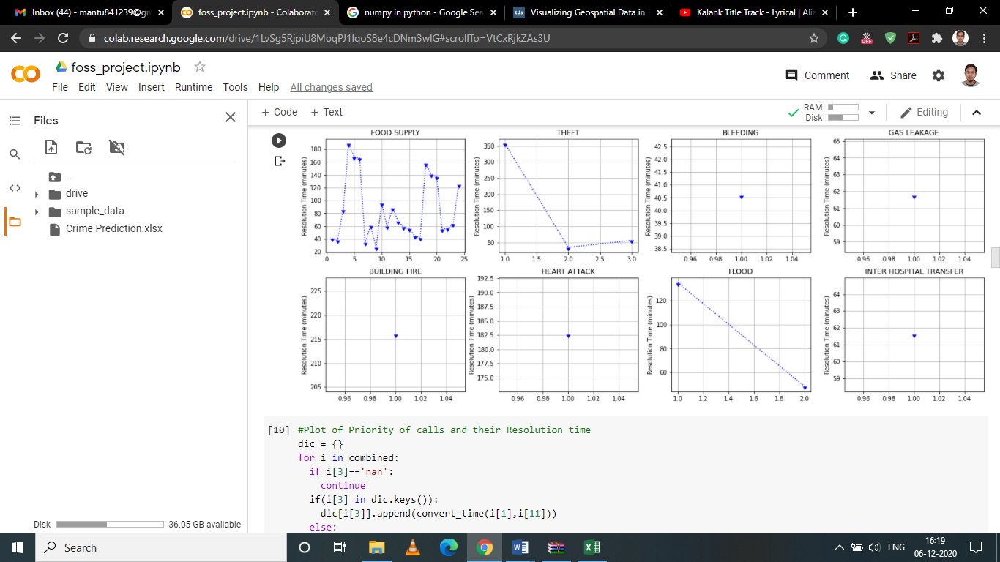 Inbox (44) - mantu841239@gm
foss_project.ipynb - Colaborato
numpy in python - Google Sea
tds
Visualizing Geospatial Data in
Kalank Title Track - Lyrical | Alia
colab.research.google.com/drive/1LvSg5RjpiU8MoqPJ1IqoS8e4cDNm3wlG#scrollTo=VtCxRjkZAs3U
OFF
foss_project.ipynb
Comment
Share
File Edit View Insert Runtime Tools Help All changes saved
Files
+ Code + Text
RAM
Disk
Editing
..
drive
sample_data
Crime Prediction.xlsx
FOOD SUPPLY
Resolution Time (minutes)
180
160
140
120
100
80
60
40
20
0 5 10 15 20 25
THEFT
Resolution Time (minutes)
350
300
250
200
150
100
50
1.0 1.5 2.0 2.5 3.0
BLEEDING
Resolution Time (minutes)
42.5
42.0
41.5
41.0
40.5
40.0
39.5
39.0
38.5
0.96 0.98 1.00 1.02 1.04
GAS LEAKAGE
Resolution Time (minutes)
65
64
63
62
61
60
59
0.96 0.98 1.00 1.02 1.04
BUILDING FIRE
Resolution Time (minutes)
225
220
215
210
205
0.96 0.98 1.00 1.02 1.04
HEART ATTACK
Resolution Time (minutes)
192.5
190.0
187.5
185.0
182.5
180.0
177.5
175.0
0.96 0.98 1.00 1.02 1.04
FLOOD
Resolution Time (minutes)
120
100
80
60
1.0 1.2 1.4 1.6 1.8 2.0
INTER HOSPITAL TRANSFER
Resolution Time (minutes)
64
63
62
61
60
59
0.96 0.98 1.00 1.02 1.04
[10] #Plot of Priority of calls and their Resolution time
dic = {}
for i in combined:
if i[3]=='nan':
continue
if(i[3] in dic.keys()):
dic[i[3]].append(convert_time(i[1],i[11]))
else:
Disk 36.05 GB available
Search
ENG
16:19
06-12-2020